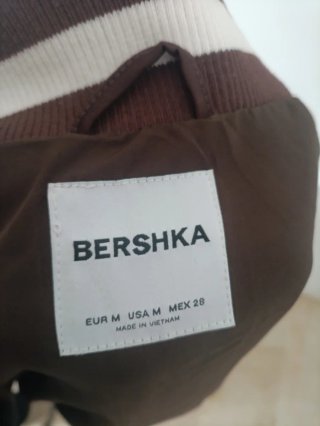 BERSHKA
EUR M USA M MEX 28
MADE IN VIETNAM